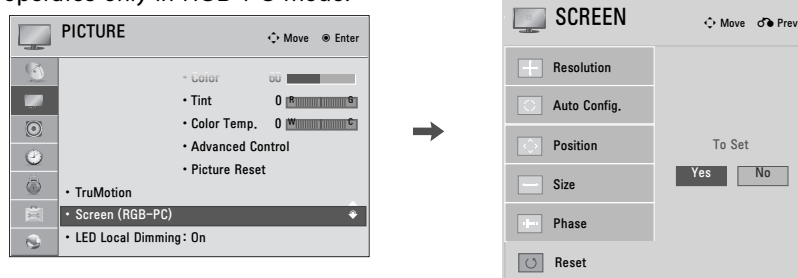 operates only in RGB-PC mode.
PICTURE
Move Enter
• Color 60
• Tint 0 R G
• Color Temp. 0 W C
• Advanced Control
• Picture Reset
• TruMotion
• Screen (RGB-PC)
• LED Local Dimming : On
SCREEN
Move Prev
Resolution
Auto Config.
Position
Size
Phase
Reset
To Set
Yes No